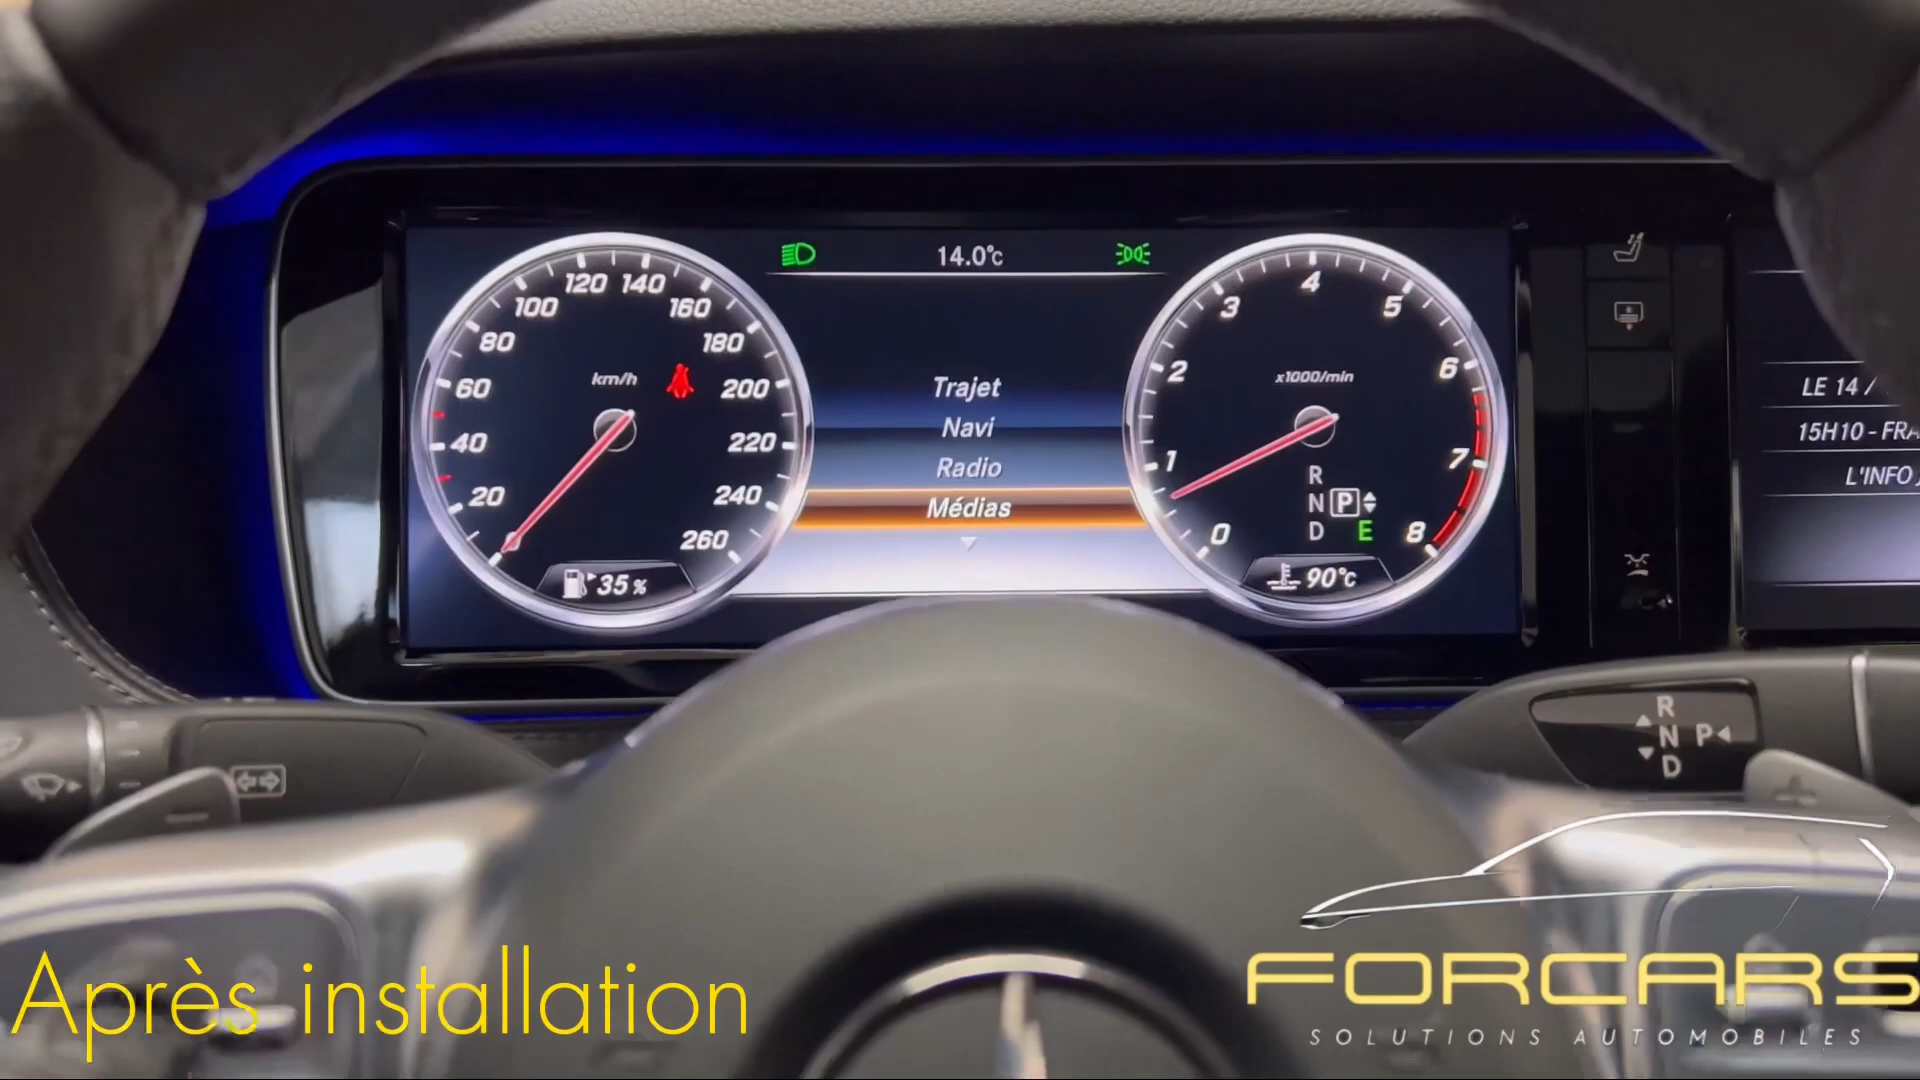 14.0°c
120 140
100 160
80 180
60 200
40 220
20 240
260
km/h
35 %
Trajet
Navi
Radio
Médias
4
3 5
2 6
1 7
0 8
x1000/min
R
N P
D E
90°c
LE 14 /
15H10 - FRA
L'INFO
R
N P
D
Après installation
FORCARS
SOLUTIONS AUTOMOBILES